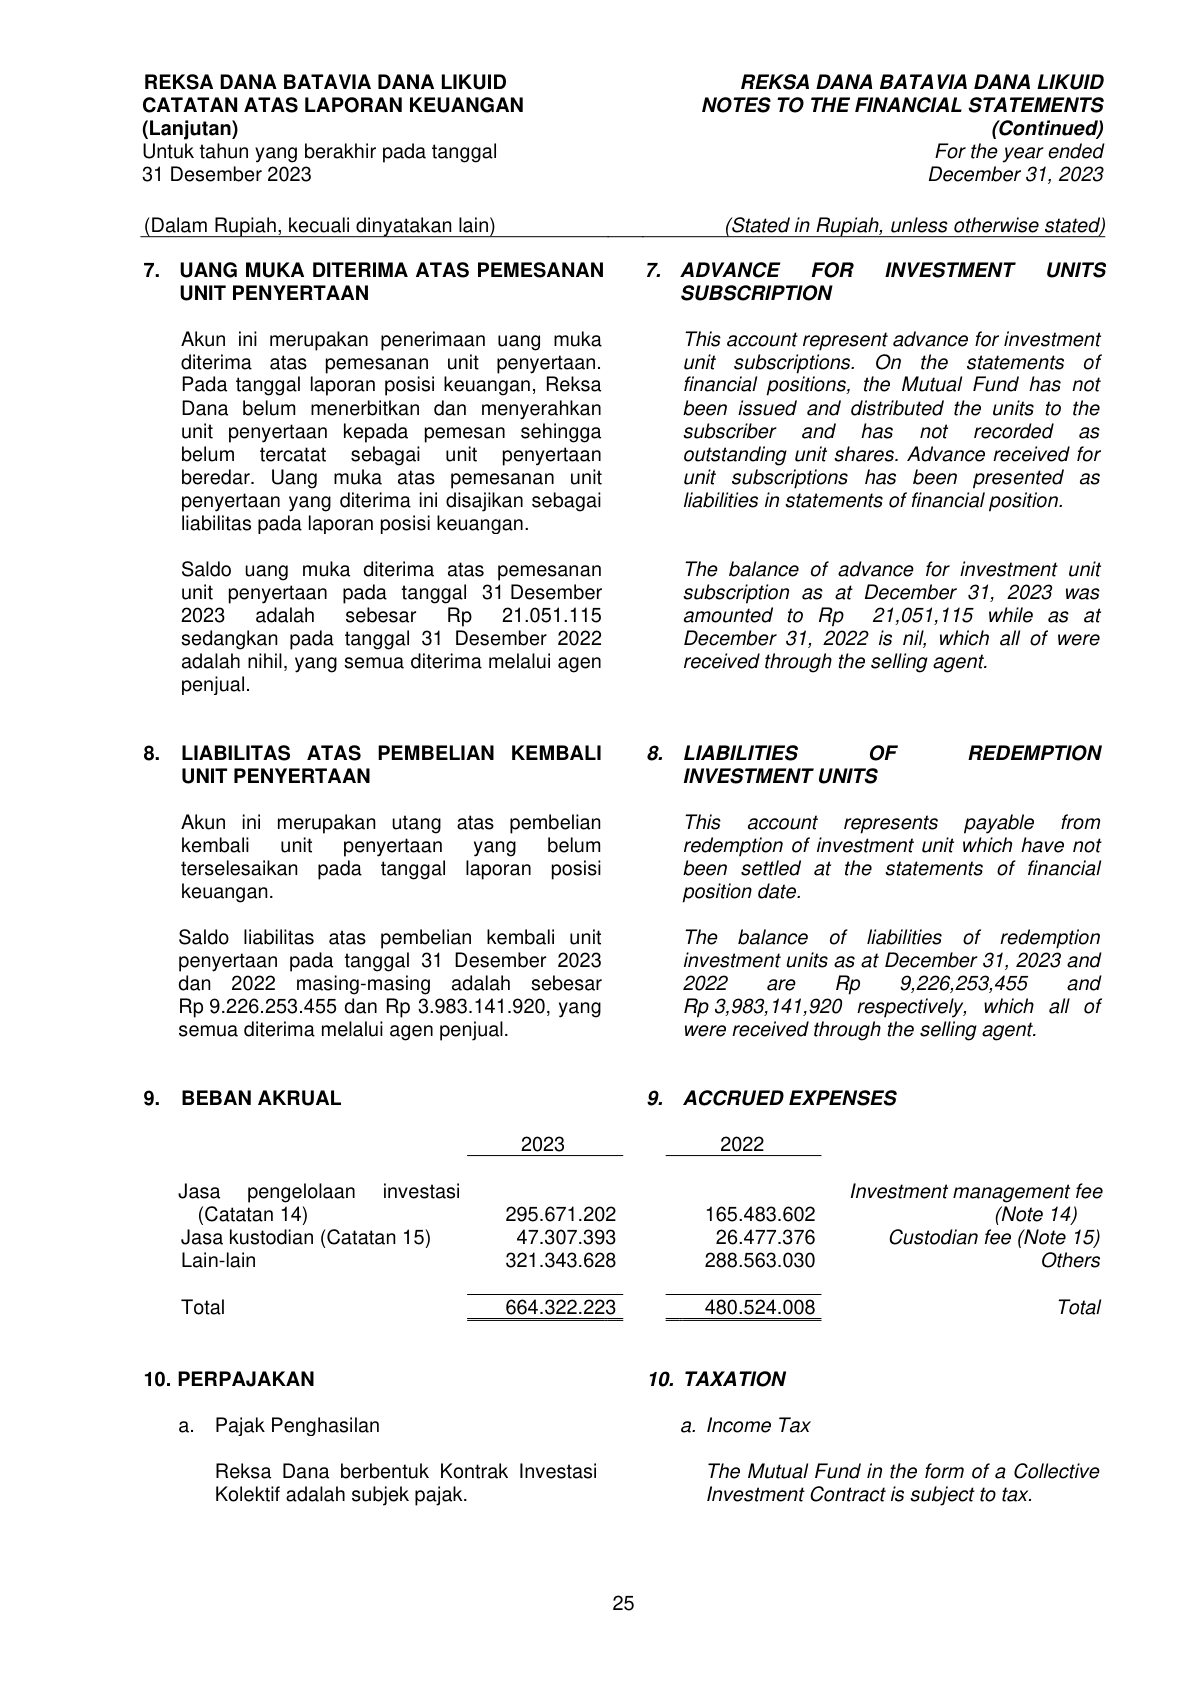 REKSA DANA BATAVIA DANA LIKUID
CATATAN ATAS LAPORAN KEUANGAN
(Lanjutan)
Untuk tahun yang berakhir pada tanggal
31 Desember 2023
(Dalam Rupiah, kecuali dinyatakan lain)
REKSA DANA BATAVIA DANA LIKUID
NOTES TO THE FINANCIAL STATEMENTS
(Continued)
For the year ended
December 31, 2023
(Stated in Rupiah, unless otherwise stated)
7. UANG MUKA DITERIMA ATAS PEMESANAN
UNIT PENYERTAAN
Akun ini merupakan penerimaan uang muka
diterima atas pemesanan unit penyertaan.
Pada tanggal laporan posisi keuangan, Reksa
Dana belum menerbitkan dan menyerahkan
unit penyertaan kepada pemesan sehingga
belum tercatat sebagai unit penyertaan
beredar. Uang muka atas pemesanan unit
penyertaan yang diterima ini disajikan sebagai
liabilitas pada laporan posisi keuangan.
Saldo uang muka diterima atas pemesanan
unit penyertaan pada tanggal 31 Desember
2023 adalah sebesar Rp 21.051.115
sedangkan pada tanggal 31 Desember 2022
adalah nihil, yang semua diterima melalui agen
penjual.
7. ADVANCE FOR INVESTMENT UNITS
SUBSCRIPTION
This account represent advance for investment
unit subscriptions. On the statements of
financial positions, the Mutual Fund has not
been issued and distributed the units to the
subscriber and has not recorded as
outstanding unit shares. Advance received for
unit subscriptions has been presented as
liabilities in statements of financial position.
The balance of advance for investment unit
subscription as at December 31, 2023 was
amounted to Rp 21,051,115 while as at
December 31, 2022 is nil, which all of were
received through the selling agent.
8. LIABILITAS ATAS PEMBELIAN KEMBALI
UNIT PENYERTAAN
Akun ini merupakan utang atas pembelian
kembali unit penyertaan yang belum
terselesaikan pada tanggal laporan posisi
keuangan.
Saldo liabilitas atas pembelian kembali unit
penyertaan pada tanggal 31 Desember 2023
dan 2022 masing-masing adalah sebesar
Rp 9.226.253.455 dan Rp 3.983.141.920, yang
semua diterima melalui agen penjual.
8. LIABILITIES OF REDEMPTION
INVESTMENT UNITS
This account represents payable from
redemption of investment unit which have not
been settled at the statements of financial
position date.
The balance of liabilities of redemption
investment units as at December 31, 2023 and
2022 are Rp 9,226,253,455 and
Rp 3,983,141,920 respectively, which all of
were received through the selling agent.
9. BEBAN AKRUAL 9. ACCRUED EXPENSES
2023 2022
Jasa pengelolaan investasi Investment management fee
(Catatan 14) 295.671.202 165.483.602 (Note 14)
Jasa kustodian (Catatan 15) 47.307.393 26.477.376 Custodian fee (Note 15)
Lain-lain 321.343.628 288.563.030 Others
Total 664.322.223 480.524.008 Total
10. PERPAJAKAN
a. Pajak Penghasilan
Reksa Dana berbentuk Kontrak Investasi
Kolektif adalah subjek pajak.
10. TAXATION
a. Income Tax
The Mutual Fund in the form of a Collective
Investment Contract is subject to tax.
25